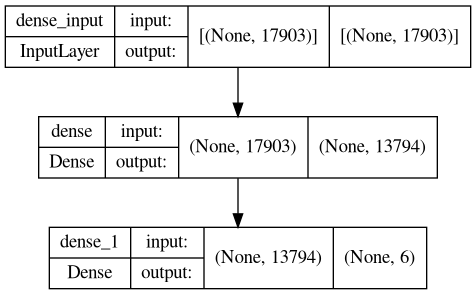 dense_input input: [(None, 17903)] [(None, 17903)]
InputLayer output:
dense input: (None, 17903) (None, 13794)
Dense output:
dense_1 input: (None, 13794) (None, 6)
Dense output: